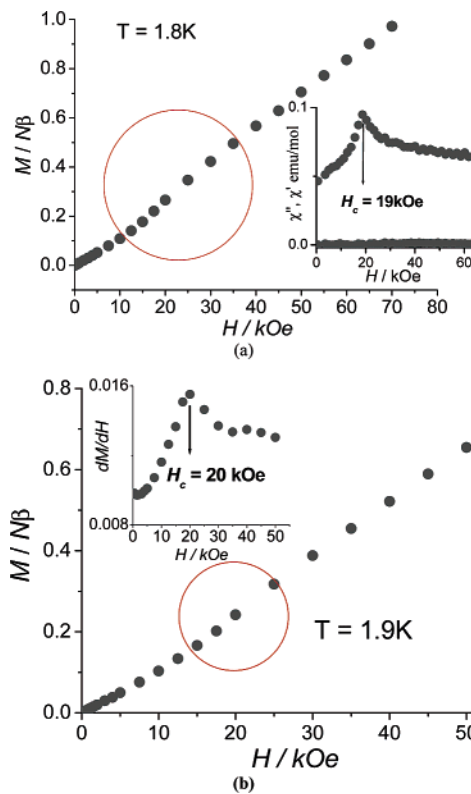 T = 1.8K
M / Nβ
1.0
0.8
0.6
0.4
0.2
0.0
0 10 20 30 40 50 60 70 80
H / kOe
χ'', χ' emu/mol
0.1
0.0
H_c = 19kOe
0 20 40 60
H / kOe
(a)
M / Nβ
0.8
0.6
0.4
0.2
0.0
dM/dH
0.016
0.008
H_c = 20 kOe
0 10 20 30 40 50
H / kOe
T = 1.9K
0 10 20 30 40 50
H / kOe
(b)